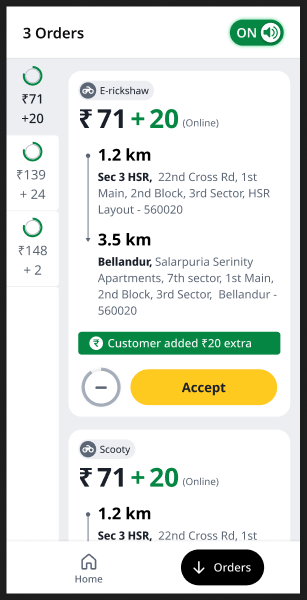 3 Orders
ON
₹71
+20
₹139
+ 24
₹148
+ 2
E-rickshaw
₹ 71 + 20 (Online)
1.2 km
Sec 3 HSR, 22nd Cross Rd, 1st
Main, 2nd Block, 3rd Sector, HSR
Layout - 560020
3.5 km
Bellandur, Salarpuria Serinity
Apartments, 7th sector, 1st Main,
2nd Block, 3rd Sector, Bellandur -
560020
₹ Customer added ₹20 extra
Accept
Scooty
₹ 71 + 20 (Online)
1.2 km
Sec 3 HSR, 22nd Cross Rd, 1st
Home
Orders